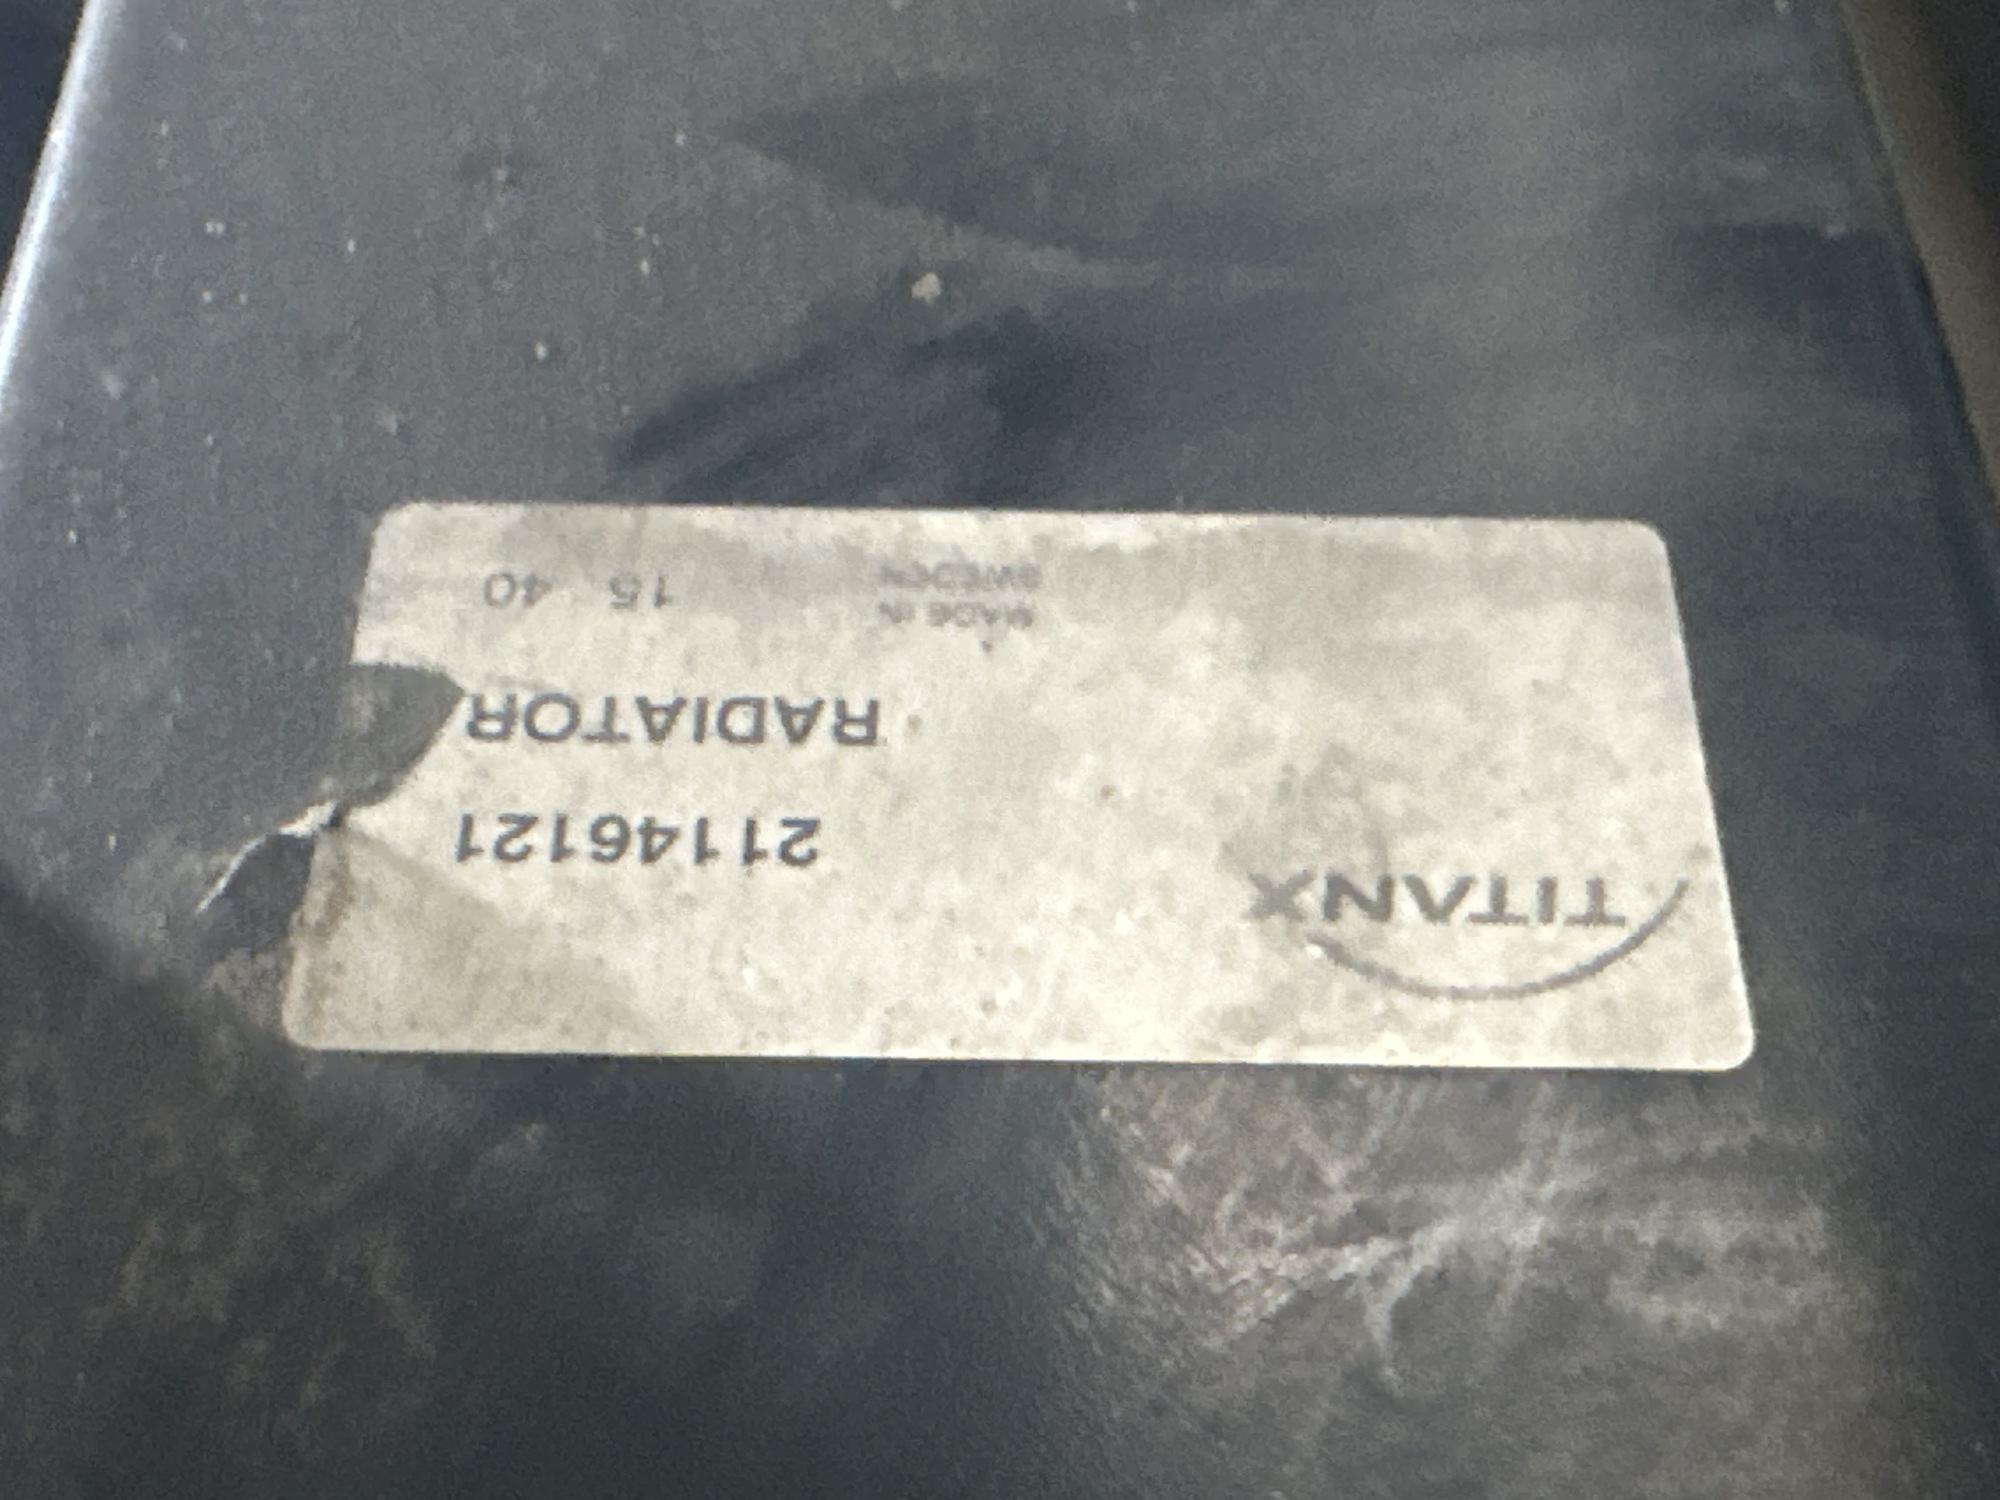 TITANX
21146121
RADIATOR
MADE IN
SWEDEN
15 40